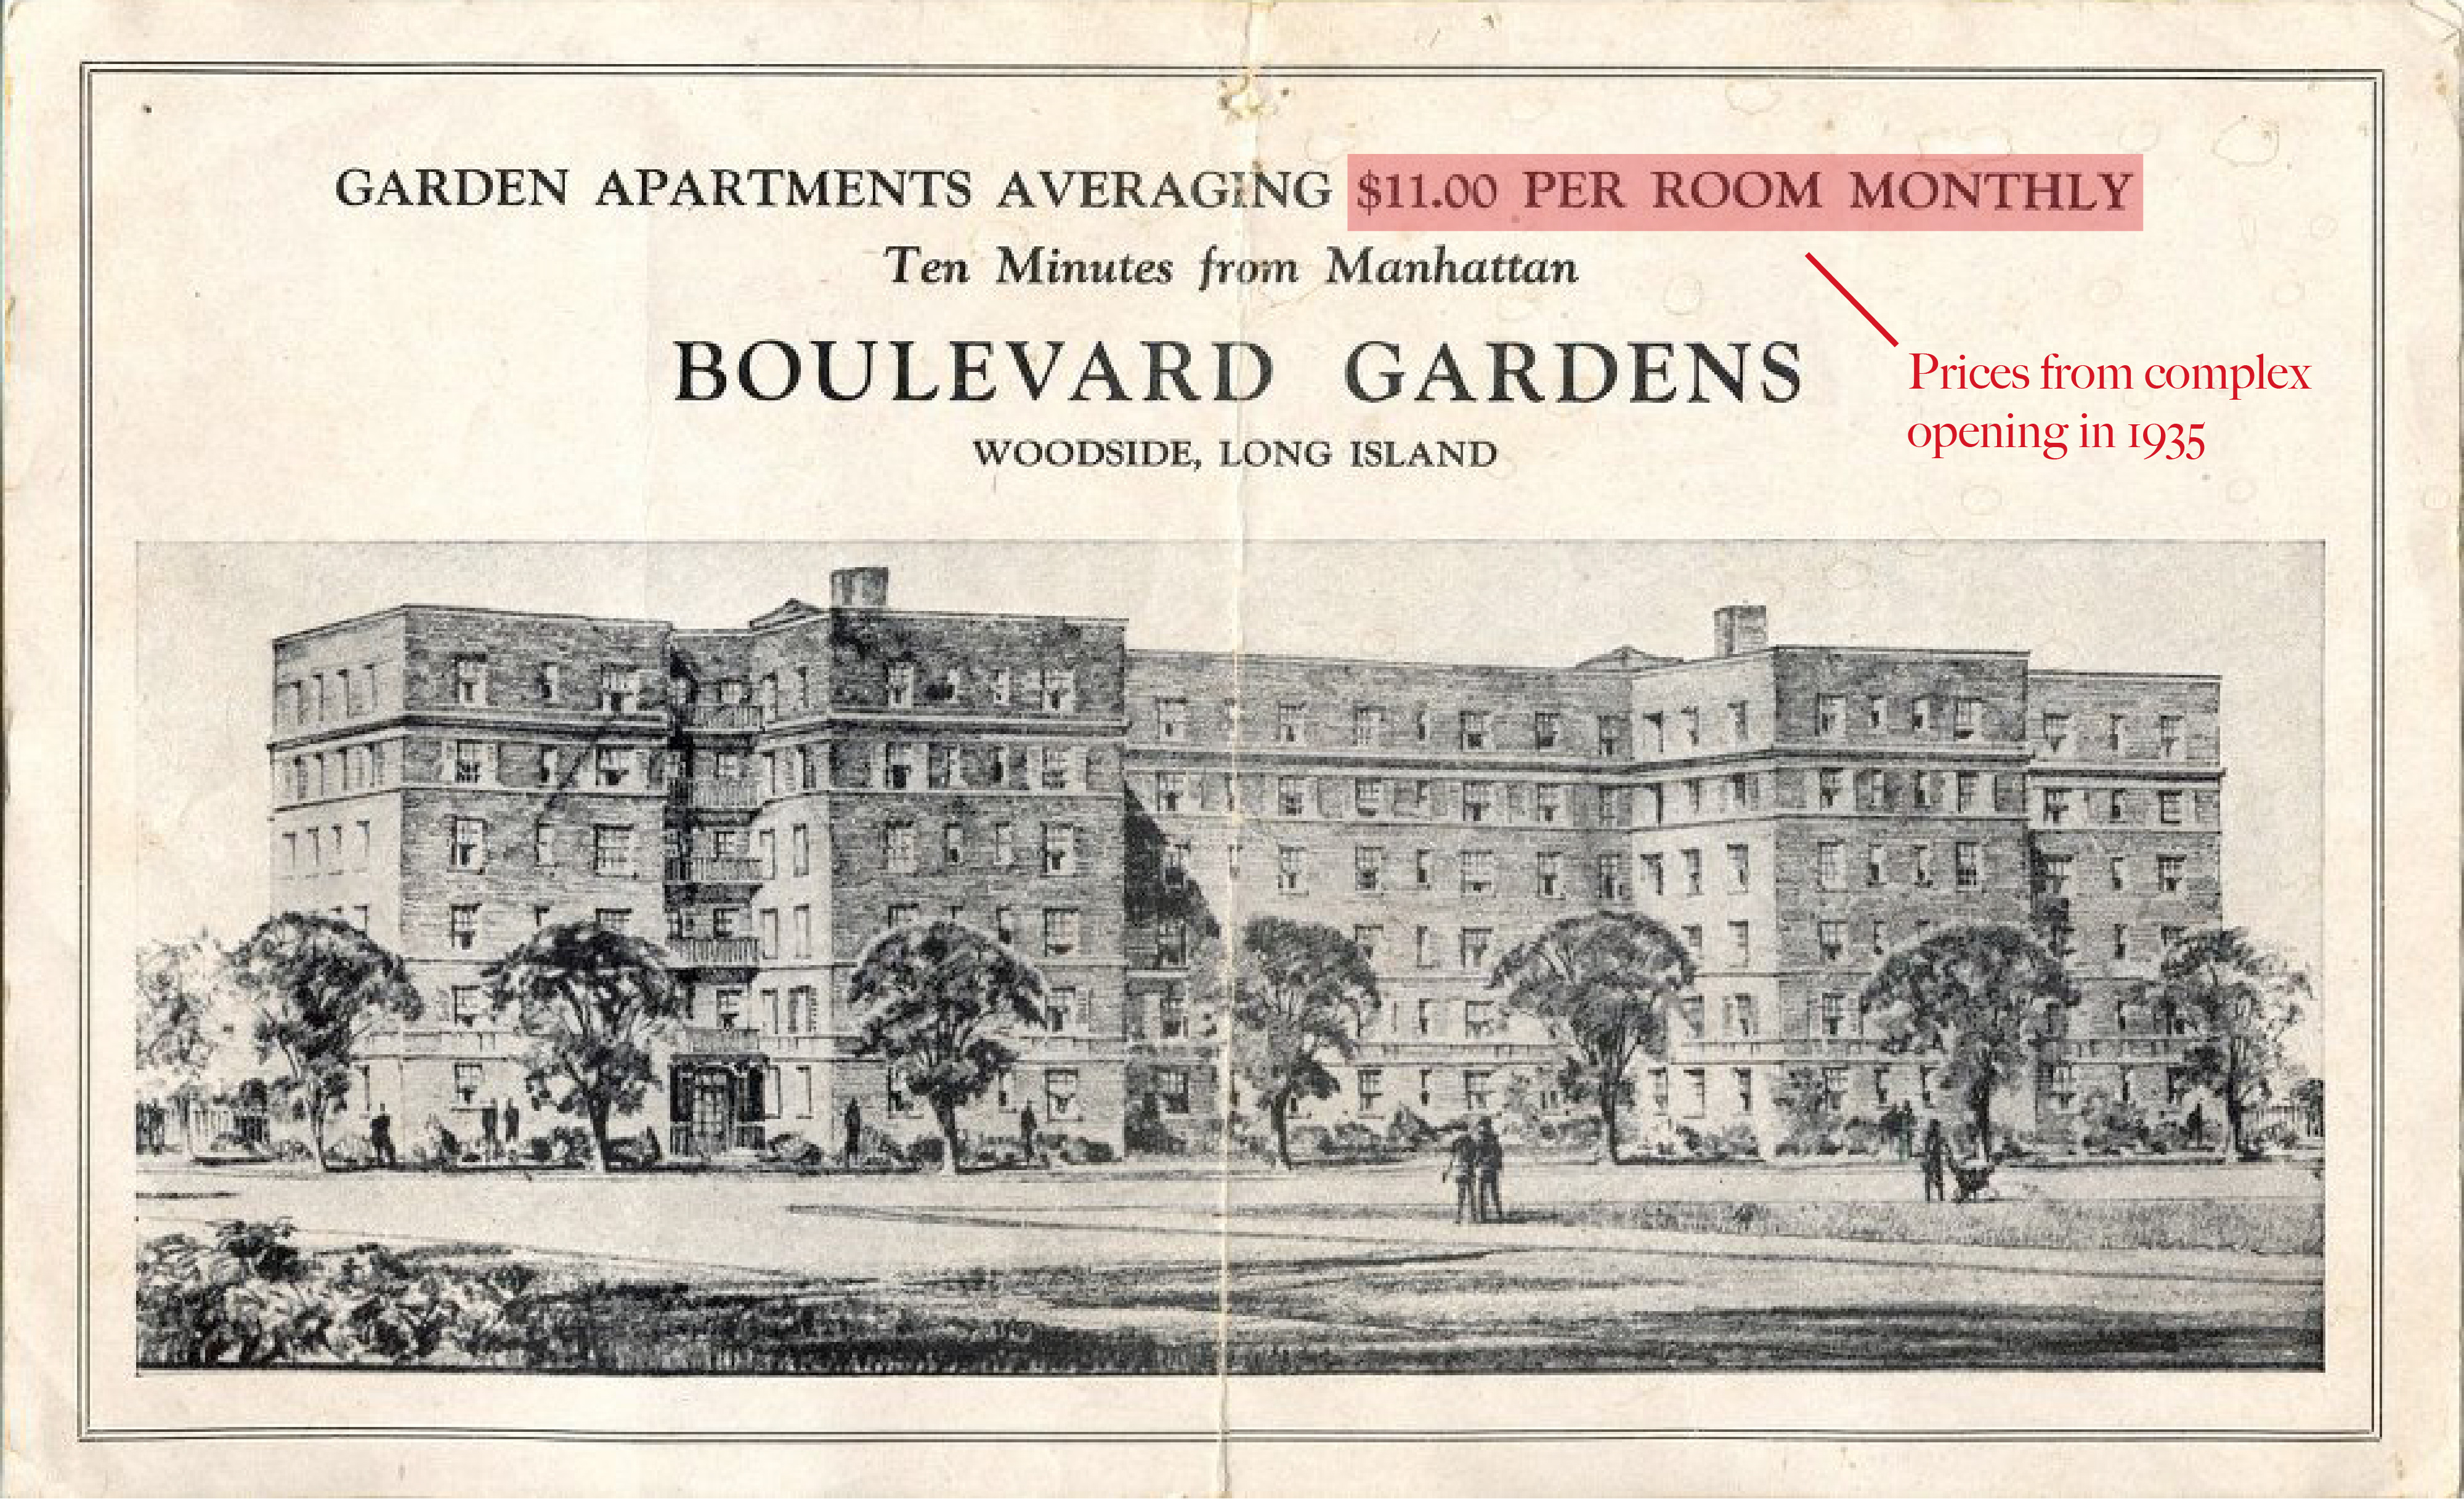 GARDEN APARTMENTS AVERAGING $11.00 PER ROOM MONTHLY
Ten Minutes from Manhattan
BOULEVARD GARDENS
WOODSIDE, LONG ISLAND
Prices from complex
opening in 1935